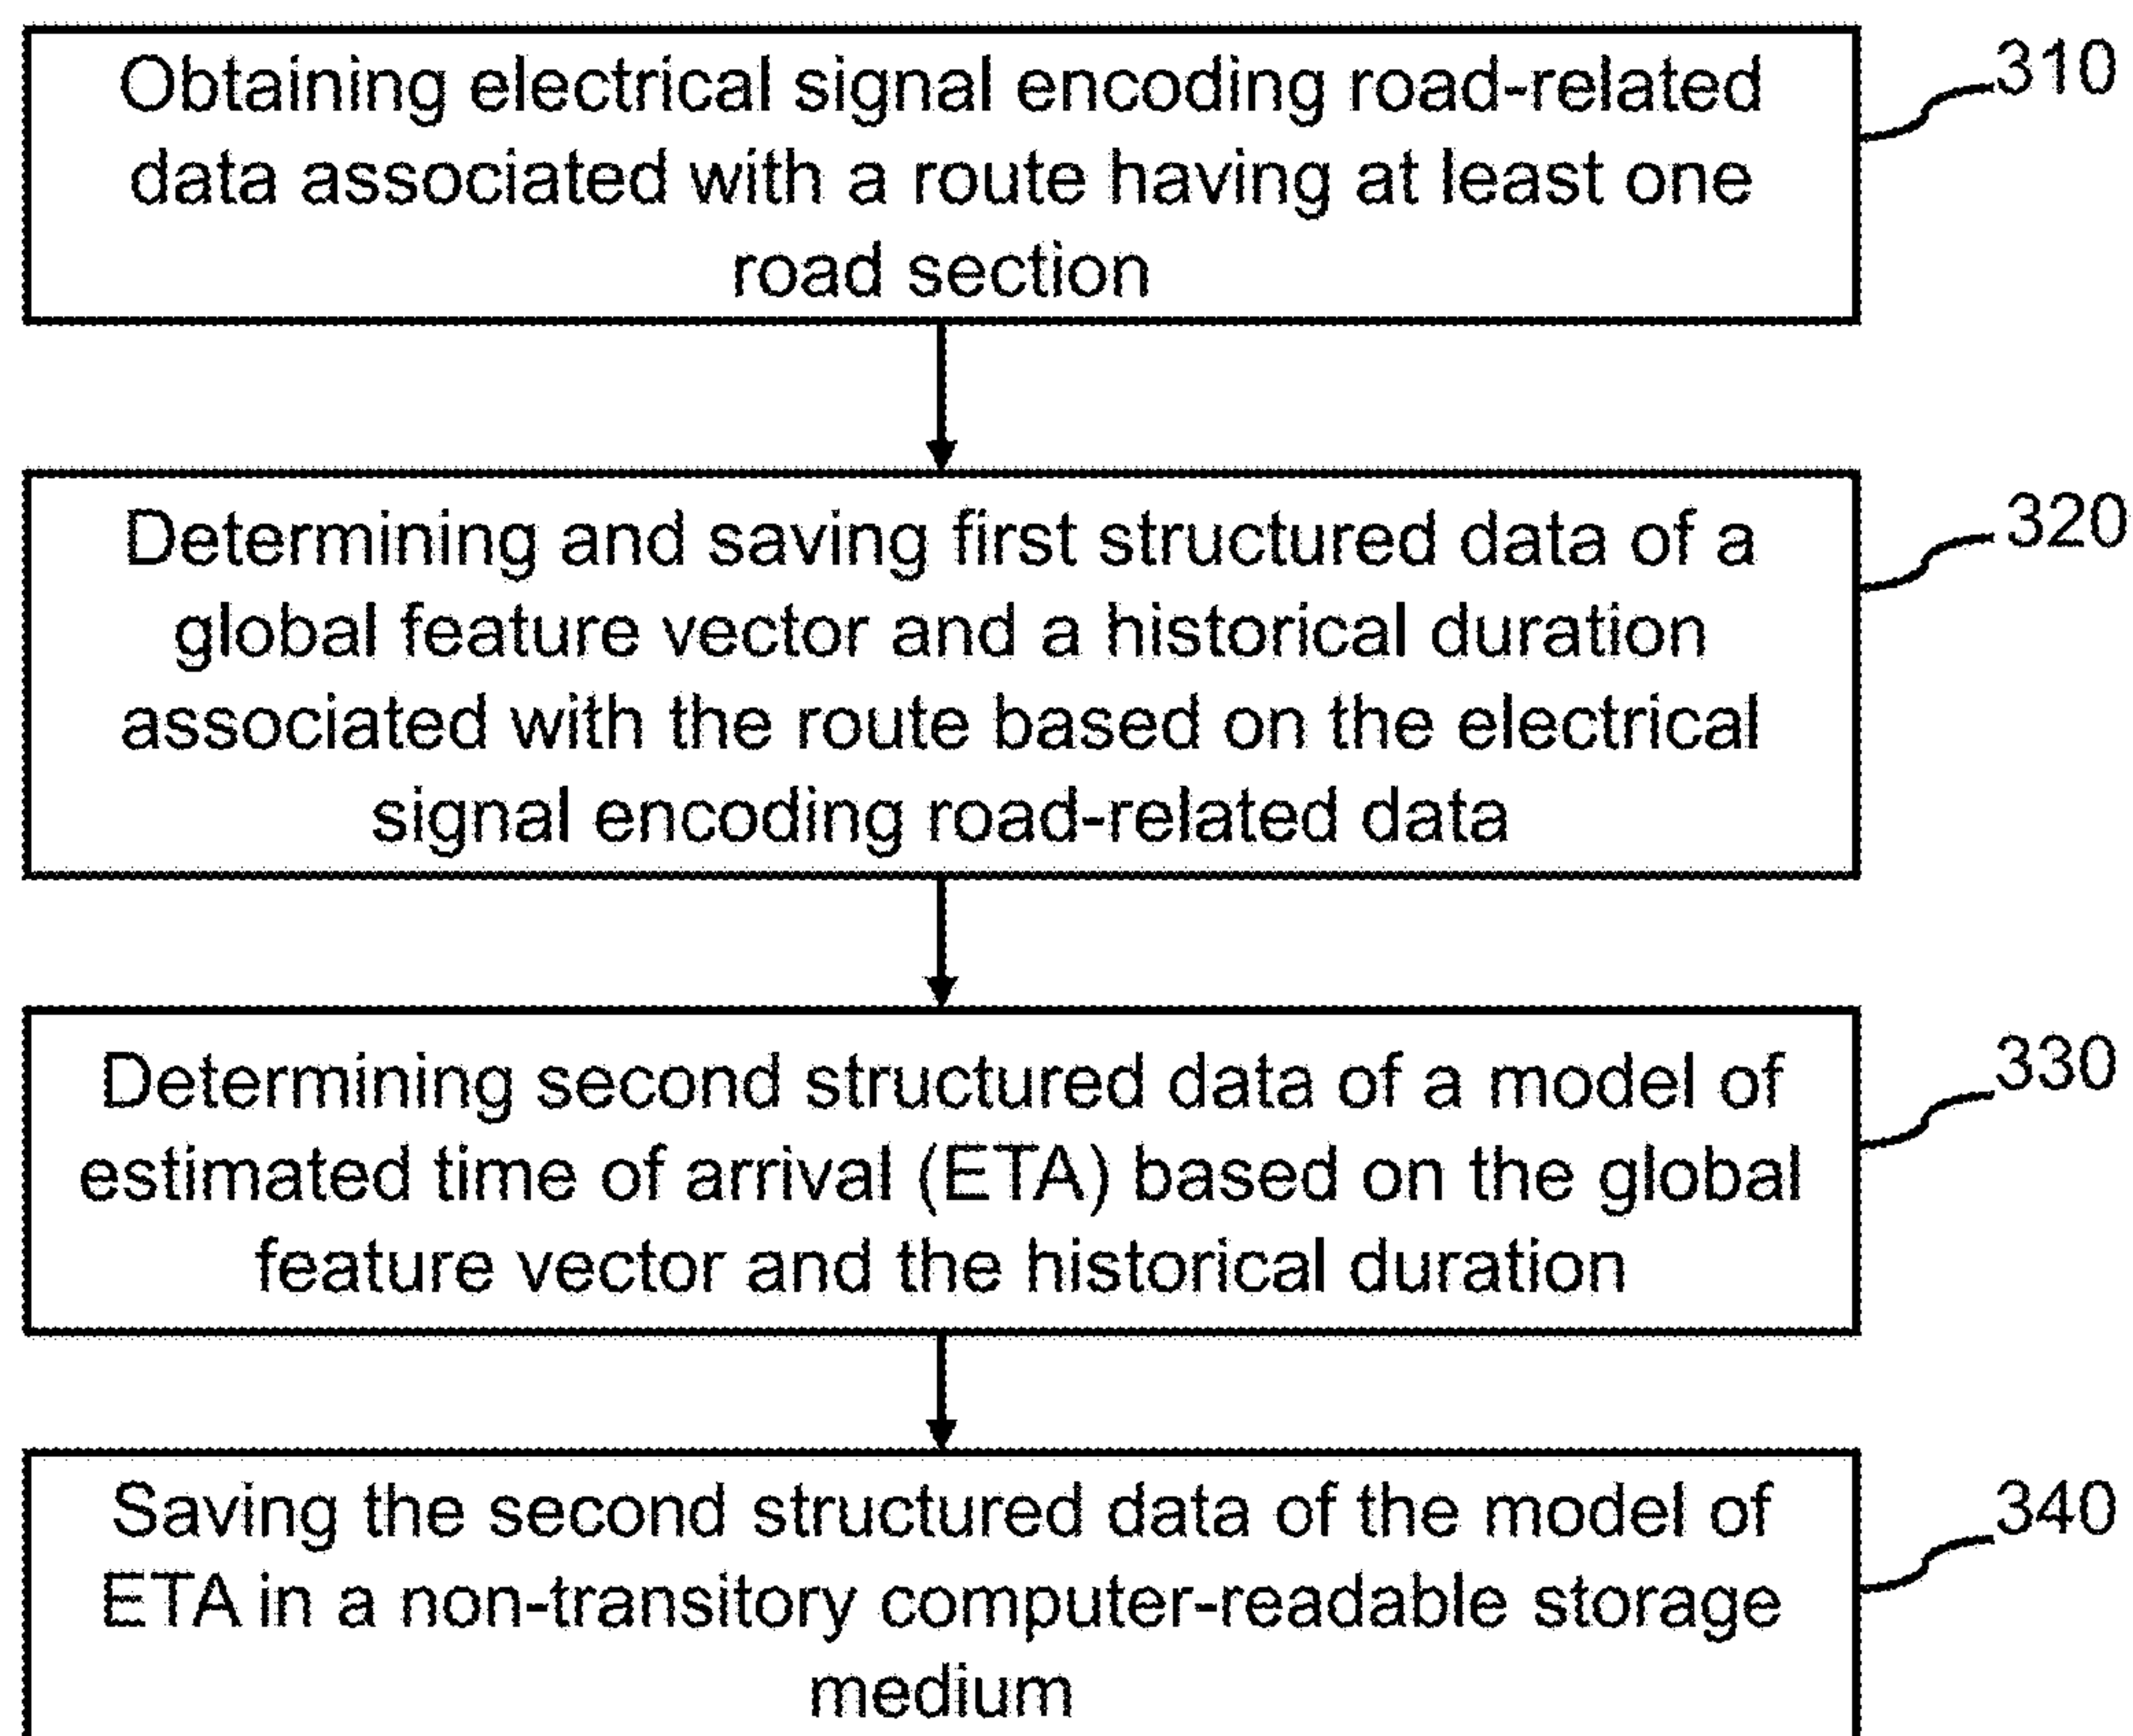 Obtaining electrical signal encoding road-related
data associated with a route having at least one
road section
310
Determining and saving first structured data of a
global feature vector and a historical duration
associated with the route based on the electrical
signal encoding road-related data
320
Determining second structured data of a model of
estimated time of arrival (ETA) based on the global
feature vector and the historical duration
330
Saving the second structured data of the model of
ETA in a non-transitory computer-readable storage
medium
340